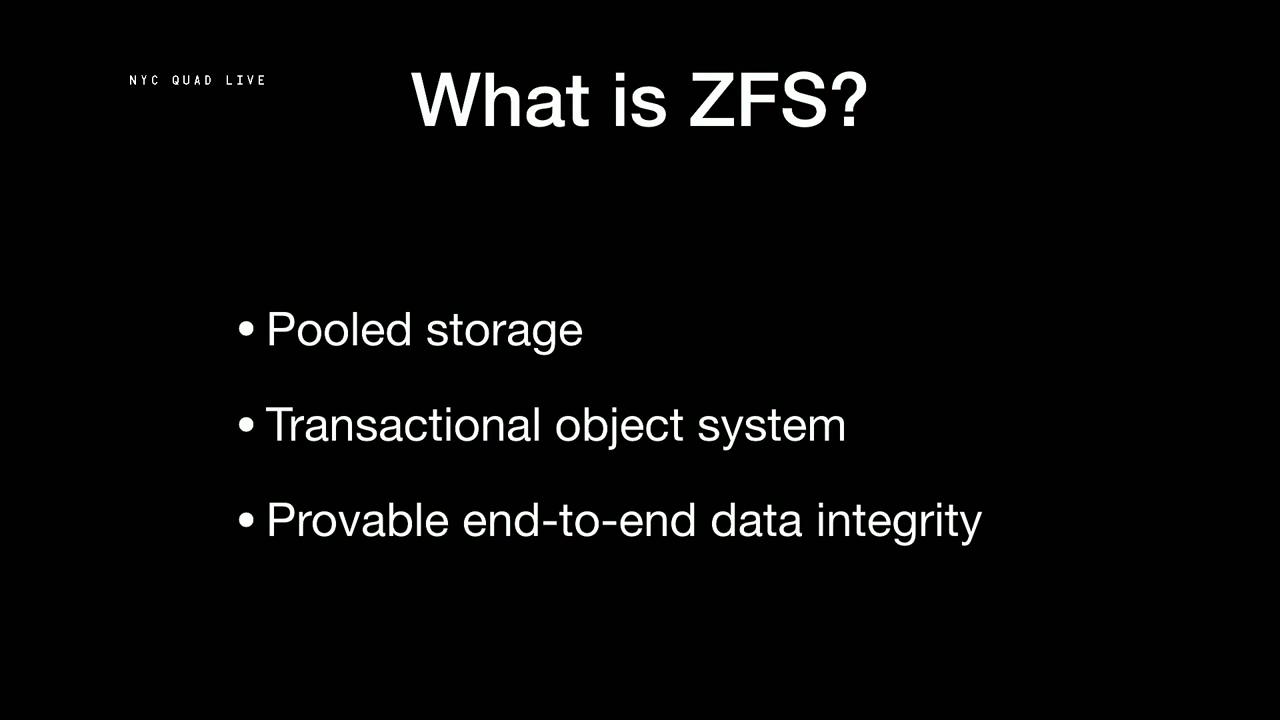 NYC QUAD LIVE
What is ZFS?
• Pooled storage
• Transactional object system
• Provable end-to-end data integrity